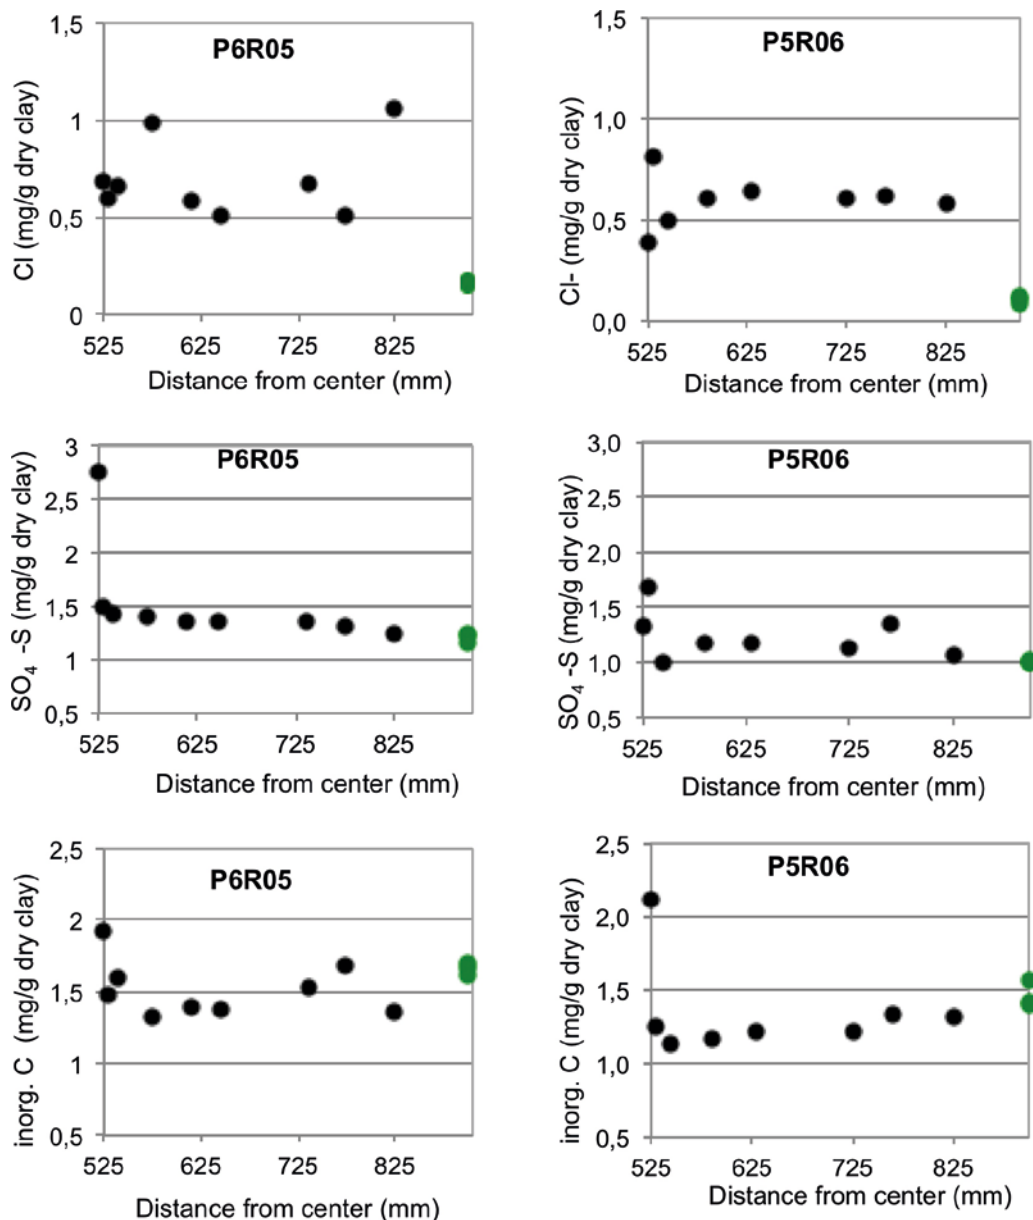 P6R05
Cl (mg/g dry clay)
1,5
1
0,5
0
525 625 725 825
Distance from center (mm)
P5R06
Cl- (mg/g dry clay)
1,5
1,0
0,5
0,0
525 625 725 825
Distance from center (mm)
P6R05
SO₄ -S (mg/g dry clay)
3
2,5
2
1,5
1
0,5
525 625 725 825
Distance from center (mm)
P5R06
SO₄ -S (mg/g dry clay)
3,0
2,5
2,0
1,5
1,0
0,5
525 625 725 825
Distance from center (mm)
P6R05
inorg. C (mg/g dry clay)
2,5
2
1,5
1
0,5
525 625 725 825
Distance from center (mm)
P5R06
inorg. C (mg/g dry clay)
2,5
2,0
1,5
1,0
0,5
525 625 725 825
Distance from center (mm)